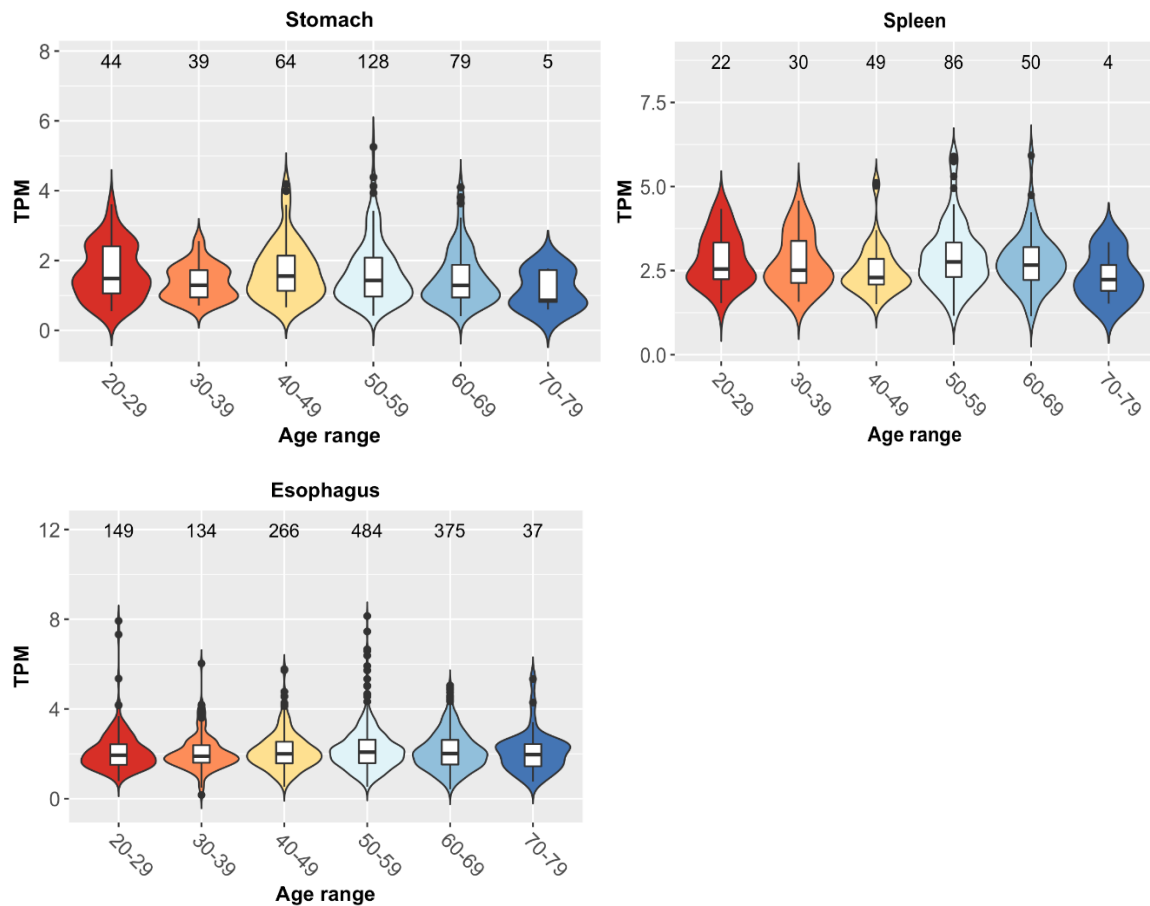 Stomach
8
44 39 64 128 79 5
6
4
2
0
TPM
20-29 30-39 40-49 50-59 60-69 70-79
Age range
Spleen
22 30 49 86 50 4
7.5
5.0
2.5
0.0
TPM
20-29 30-39 40-49 50-59 60-69 70-79
Age range
Esophagus
12
149 134 266 484 375 37
8
4
0
TPM
20-29 30-39 40-49 50-59 60-69 70-79
Age range